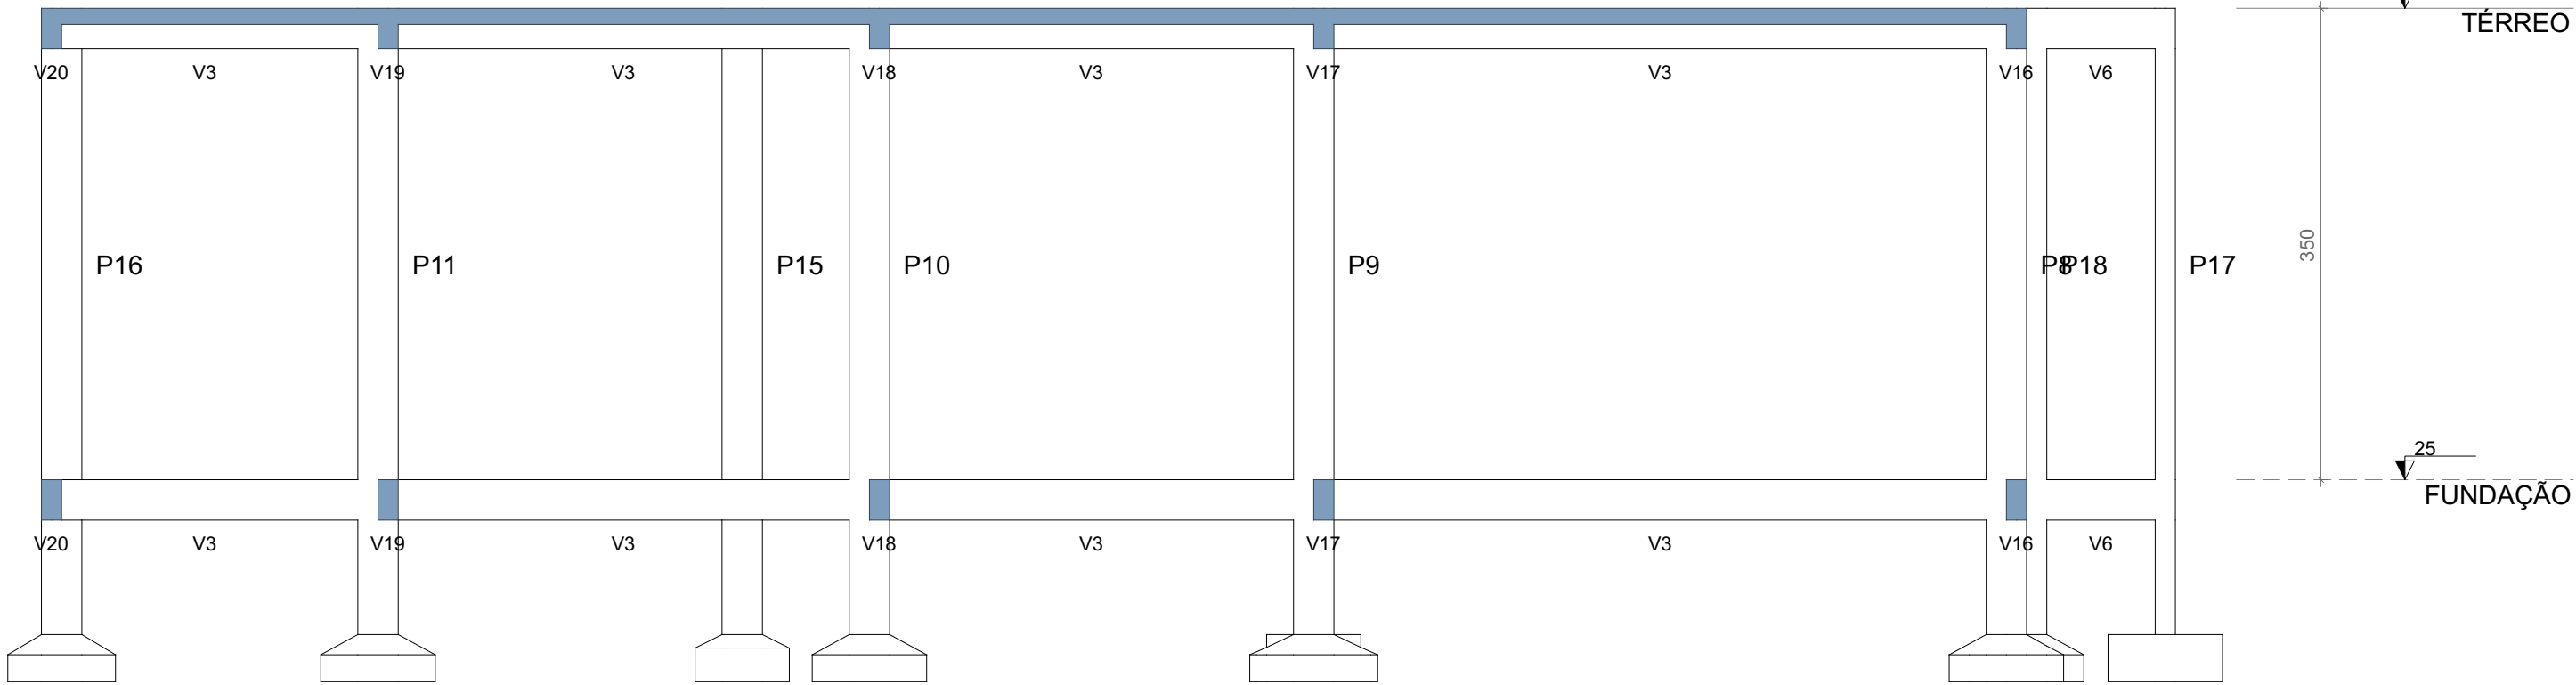 TÉRREO
V20 V3 V19 V3 V18 V3 V17 V3 V16 V6
P16 P11 P15 P10 P9 P8 P18 P17
350
25
FUNDAÇÃO
V20 V3 V19 V3 V18 V3 V17 V3 V16 V6